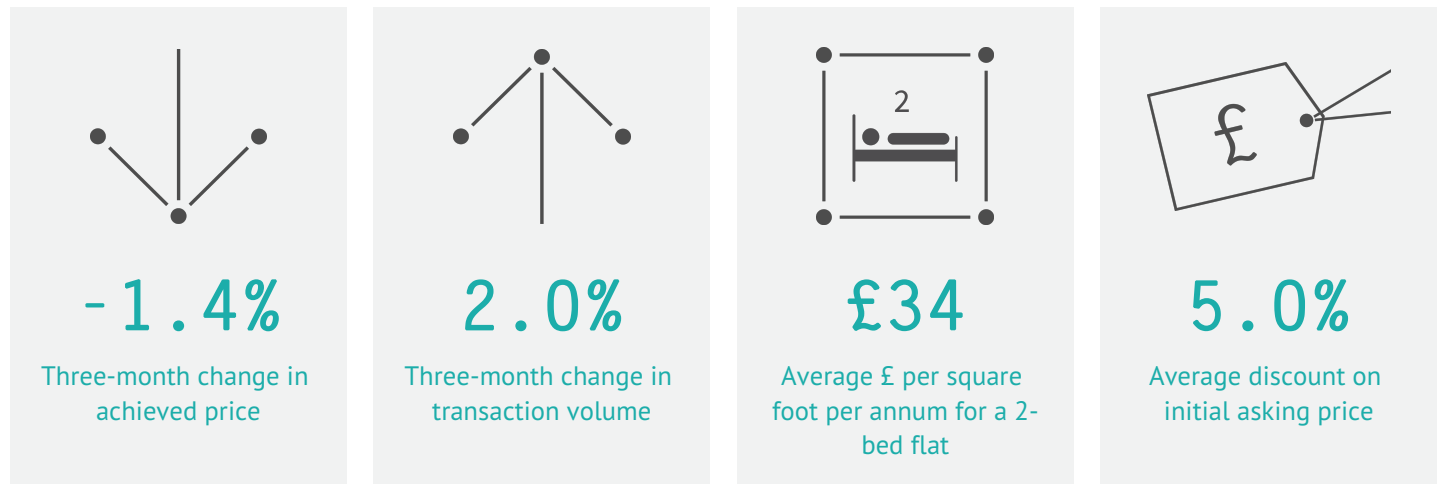 2
£
-1.4%
Three-month change in
achieved price
2.0%
Three-month change in
transaction volume
£34
Average £ per square
foot per annum for a 2-
bed flat
5.0%
Average discount on
initial asking price